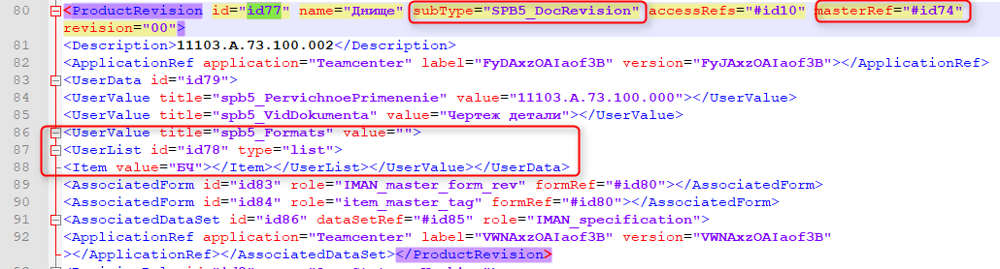 80 <ProductRevision id="id77" name="Днище" subType="SPB5_DocRevision" accessRefs="#id10" masterRef="#id74"
revision="00">
81 <Description>11103.A.73.100.002</Description>
82 <ApplicationRef application="Teamcenter" label="FyDAxzOAIaof3B" version="FyJAxzOAIaof3B"></ApplicationRef>
83 <UserData id="id79">
84 <UserValue title="spb5_PervichnoePrimenenie" value="11103.A.73.100.000"></UserValue>
85 <UserValue title="spb5_VidDokumenta" value="Чертеж детали"></UserValue>
86 <UserValue title="spb5_Formats" value="">
87 <UserList id="id78" type="list">
88 <Item value="БЧ"></Item></UserList></UserValue></UserData>
89 <AssociatedForm id="id83" role="IMAN_master_form_rev" formRef="#id80"></AssociatedForm>
90 <AssociatedForm id="id84" role="item_master_tag" formRef="#id80"></AssociatedForm>
91 <AssociatedDataSet id="id86" dataSetRef="#id85" role="IMAN_specification">
92 <ApplicationRef application="Teamcenter" label="VWNAxzOAIaof3B" version="VWNAxzOAIaof3B"
></ApplicationRef></AssociatedDataSet></ProductRevision>